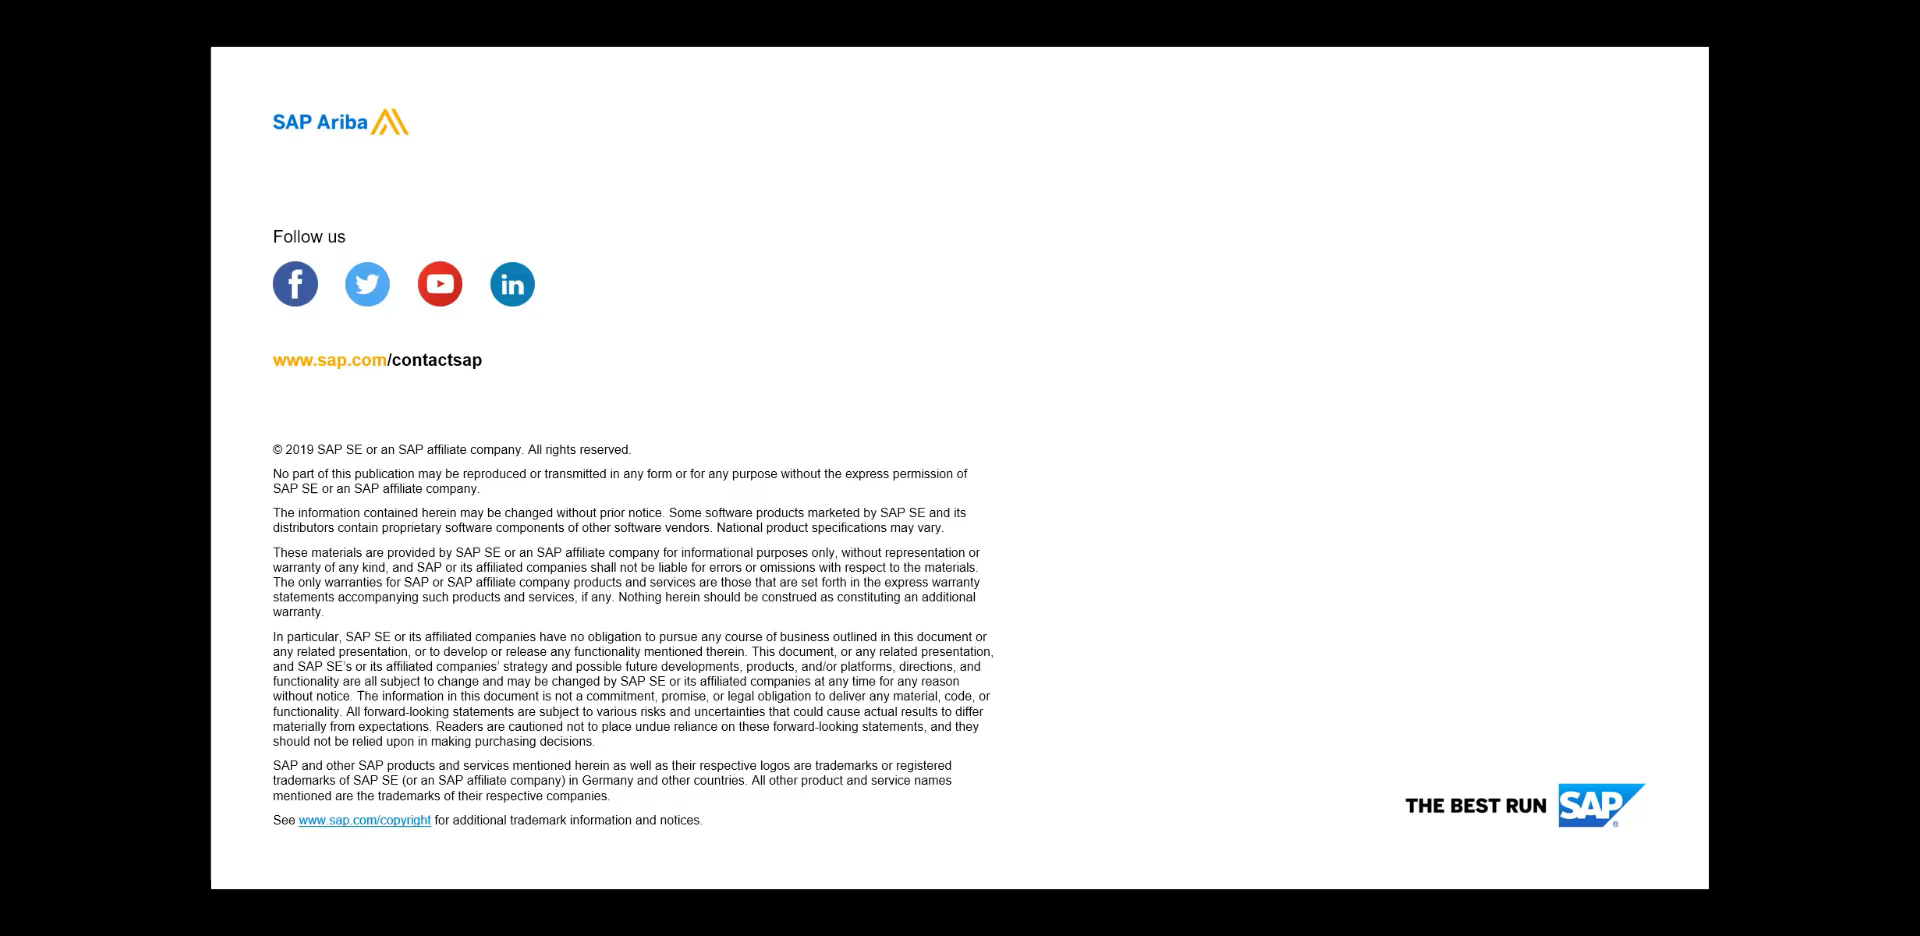 SAP Ariba
Follow us
www.sap.com/contactsap
© 2019 SAP SE or an SAP affiliate company. All rights reserved.
No part of this publication may be reproduced or transmitted in any form or for any purpose without the express permission of
SAP SE or an SAP affiliate company.
The information contained herein may be changed without prior notice. Some software products marketed by SAP SE and its
distributors contain proprietary software components of other software vendors. National product specifications may vary.
These materials are provided by SAP SE or an SAP affiliate company for informational purposes only, without representation or
warranty of any kind, and SAP or its affiliated companies shall not be liable for errors or omissions with respect to the materials.
The only warranties for SAP or SAP affiliate company products and services are those that are set forth in the express warranty
statements accompanying such products and services, if any. Nothing herein should be construed as constituting an additional
warranty.
In particular, SAP SE or its affiliated companies have no obligation to pursue any course of business outlined in this document or
any related presentation, or to develop or release any functionality mentioned therein. This document, or any related presentation,
and SAP SE’s or its affiliated companies’ strategy and possible future developments, products, and/or platforms, directions, and
functionality are all subject to change and may be changed by SAP SE or its affiliated companies at any time for any reason
without notice. The information in this document is not a commitment, promise, or legal obligation to deliver any material, code, or
functionality. All forward-looking statements are subject to various risks and uncertainties that could cause actual results to differ
materially from expectations. Readers are cautioned not to place undue reliance on these forward-looking statements, and they
should not be relied upon in making purchasing decisions.
SAP and other SAP products and services mentioned herein as well as their respective logos are trademarks or registered
trademarks of SAP SE (or an SAP affiliate company) in Germany and other countries. All other product and service names
mentioned are the trademarks of their respective companies.
See www.sap.com/copyright for additional trademark information and notices.
THE BEST RUN SAP®